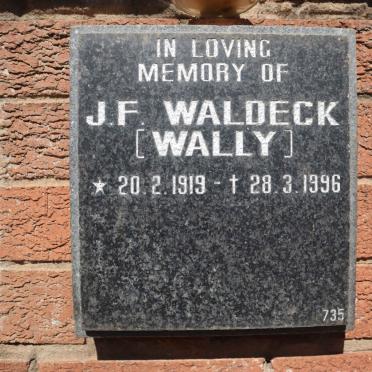 IN LOVING
MEMORY OF
J.F. WALDECK
[WALLY]
★ 20.2.1919 - † 28.3.1996
735